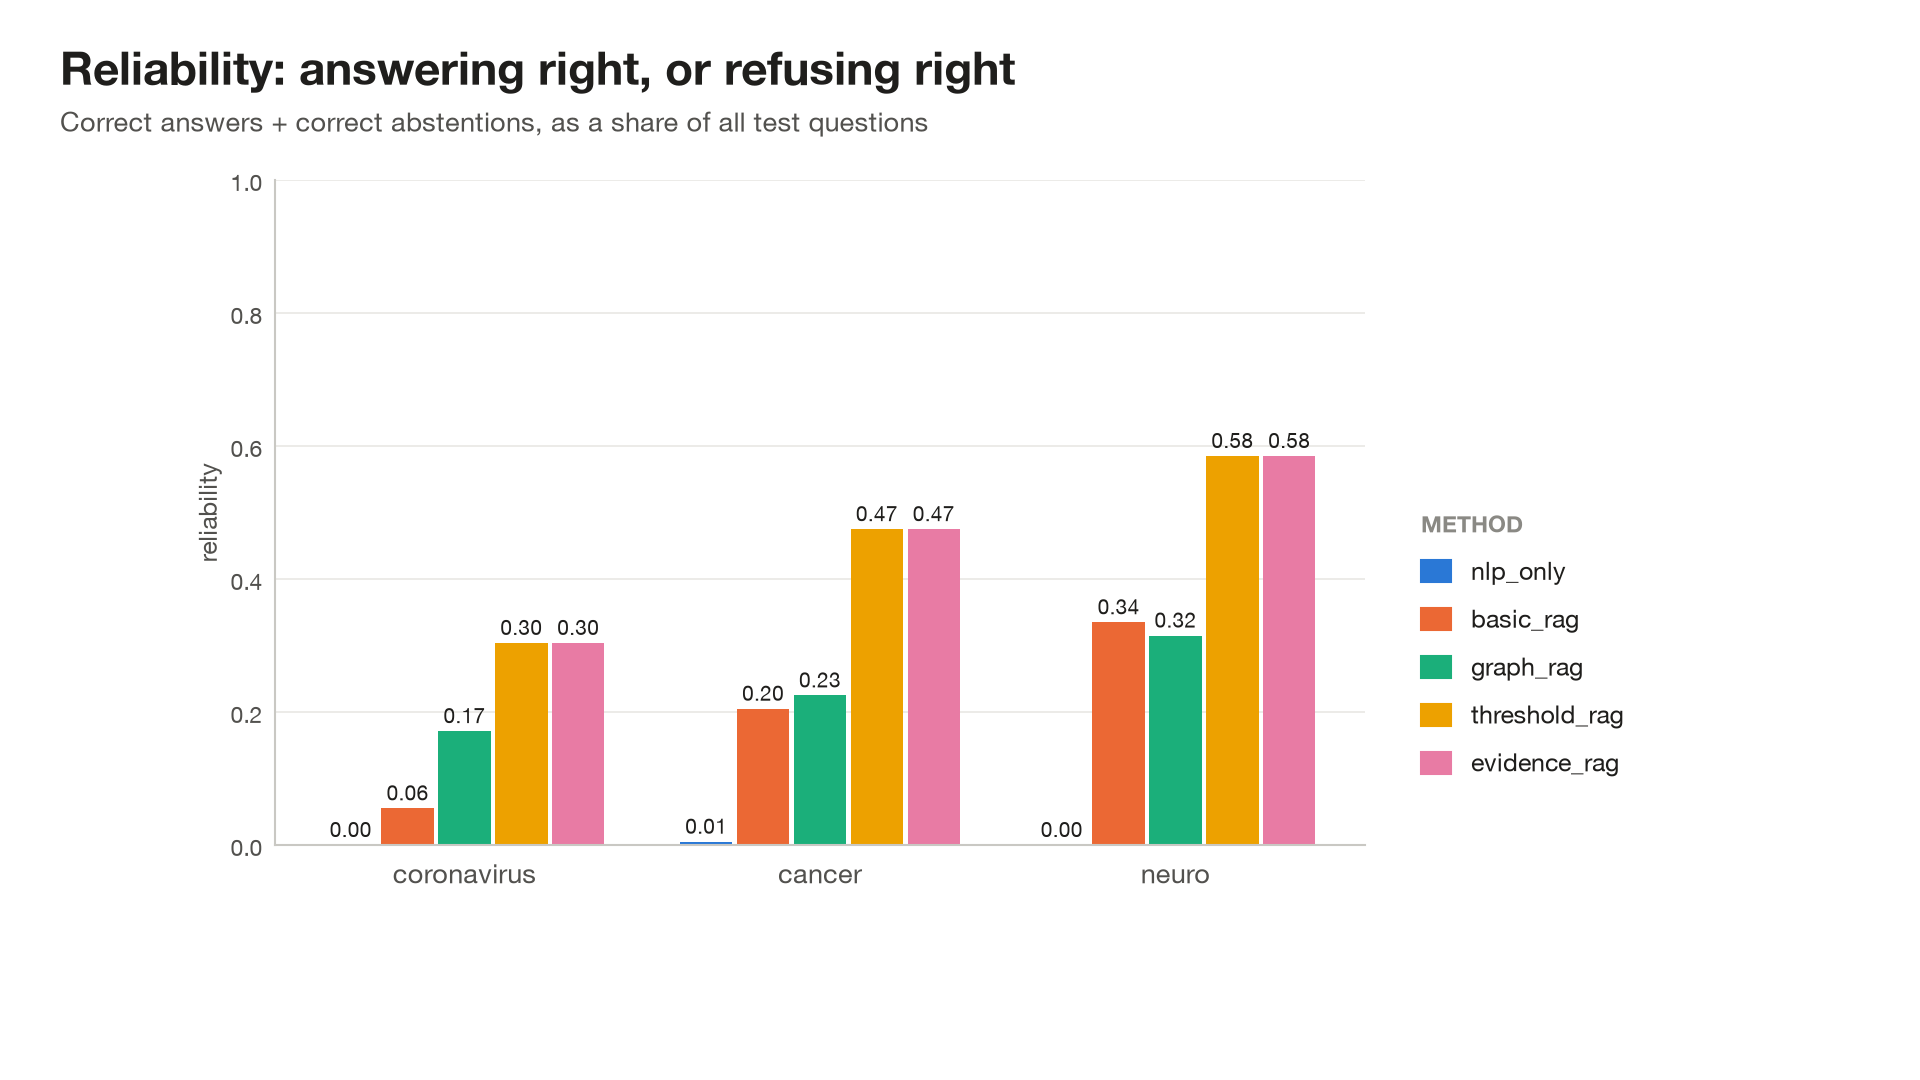 Reliability: answering right, or refusing right
Correct answers + correct abstentions, as a share of all test questions
1.0
0.8
0.6
0.4
0.2
0.0
reliability
0.00
0.06
0.17
0.30
0.30
0.01
0.20
0.23
0.47
0.47
0.00
0.34
0.32
0.58
0.58
coronavirus
cancer
neuro
METHOD
nlp_only
basic_rag
graph_rag
threshold_rag
evidence_rag